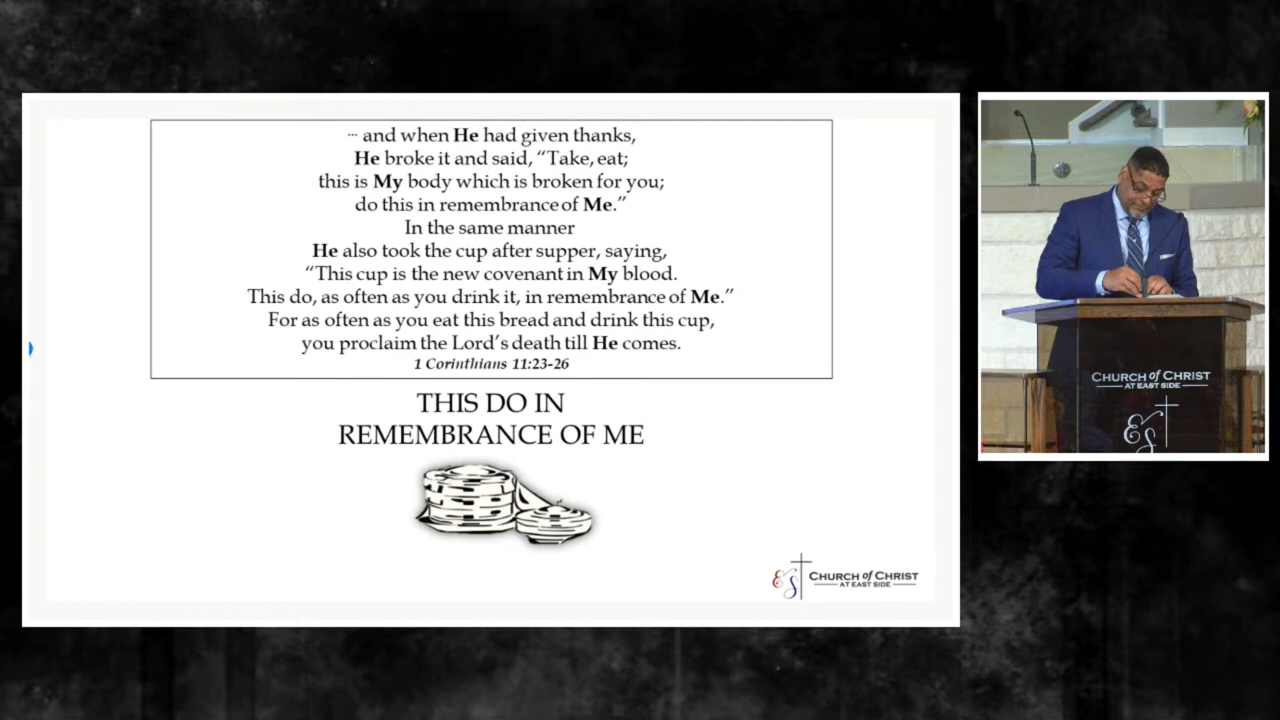 ... and when He had given thanks,
He broke it and said, “Take, eat;
this is My body which is broken for you;
do this in remembrance of Me.”
In the same manner
He also took the cup after supper, saying,
“This cup is the new covenant in My blood.
This do, as often as you drink it, in remembrance of Me.”
For as often as you eat this bread and drink this cup,
you proclaim the Lord’s death till He comes.
1 Corinthians 11:23-26
THIS DO IN
REMEMBRANCE OF ME
ES
CHURCH of CHRIST
AT EAST SIDE
CHURCH of CHRIST
AT EAST SIDE
ES